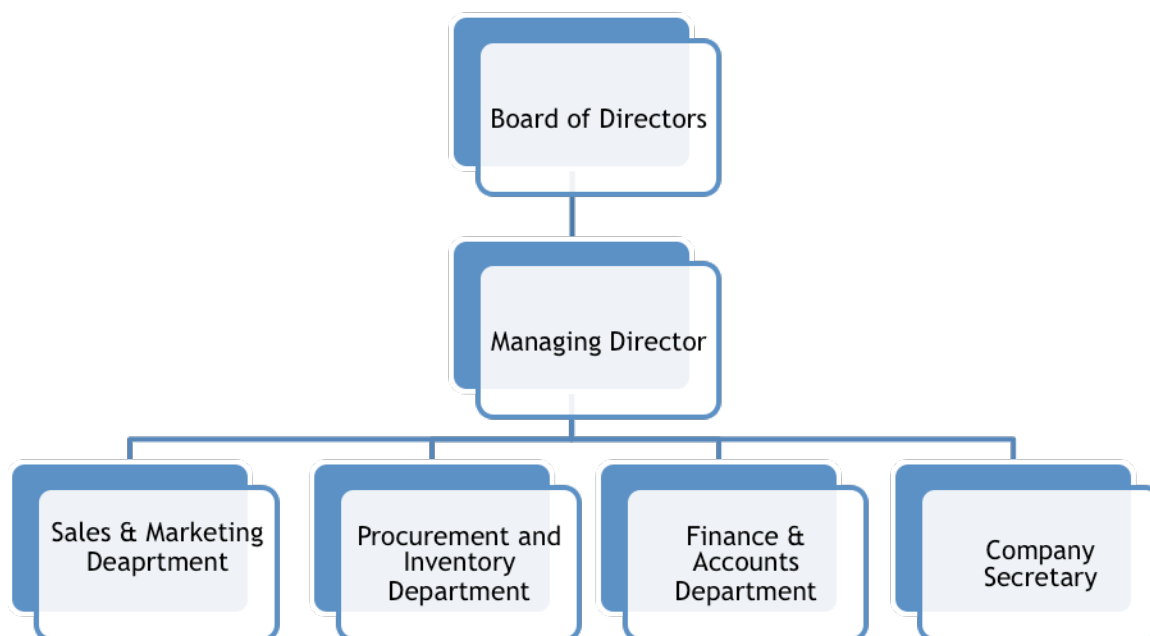 Board of Directors
Managing Director
Sales & Marketing
Deaprtment
Procurement and
Inventory
Department
Finance &
Accounts
Department
Company
Secretary